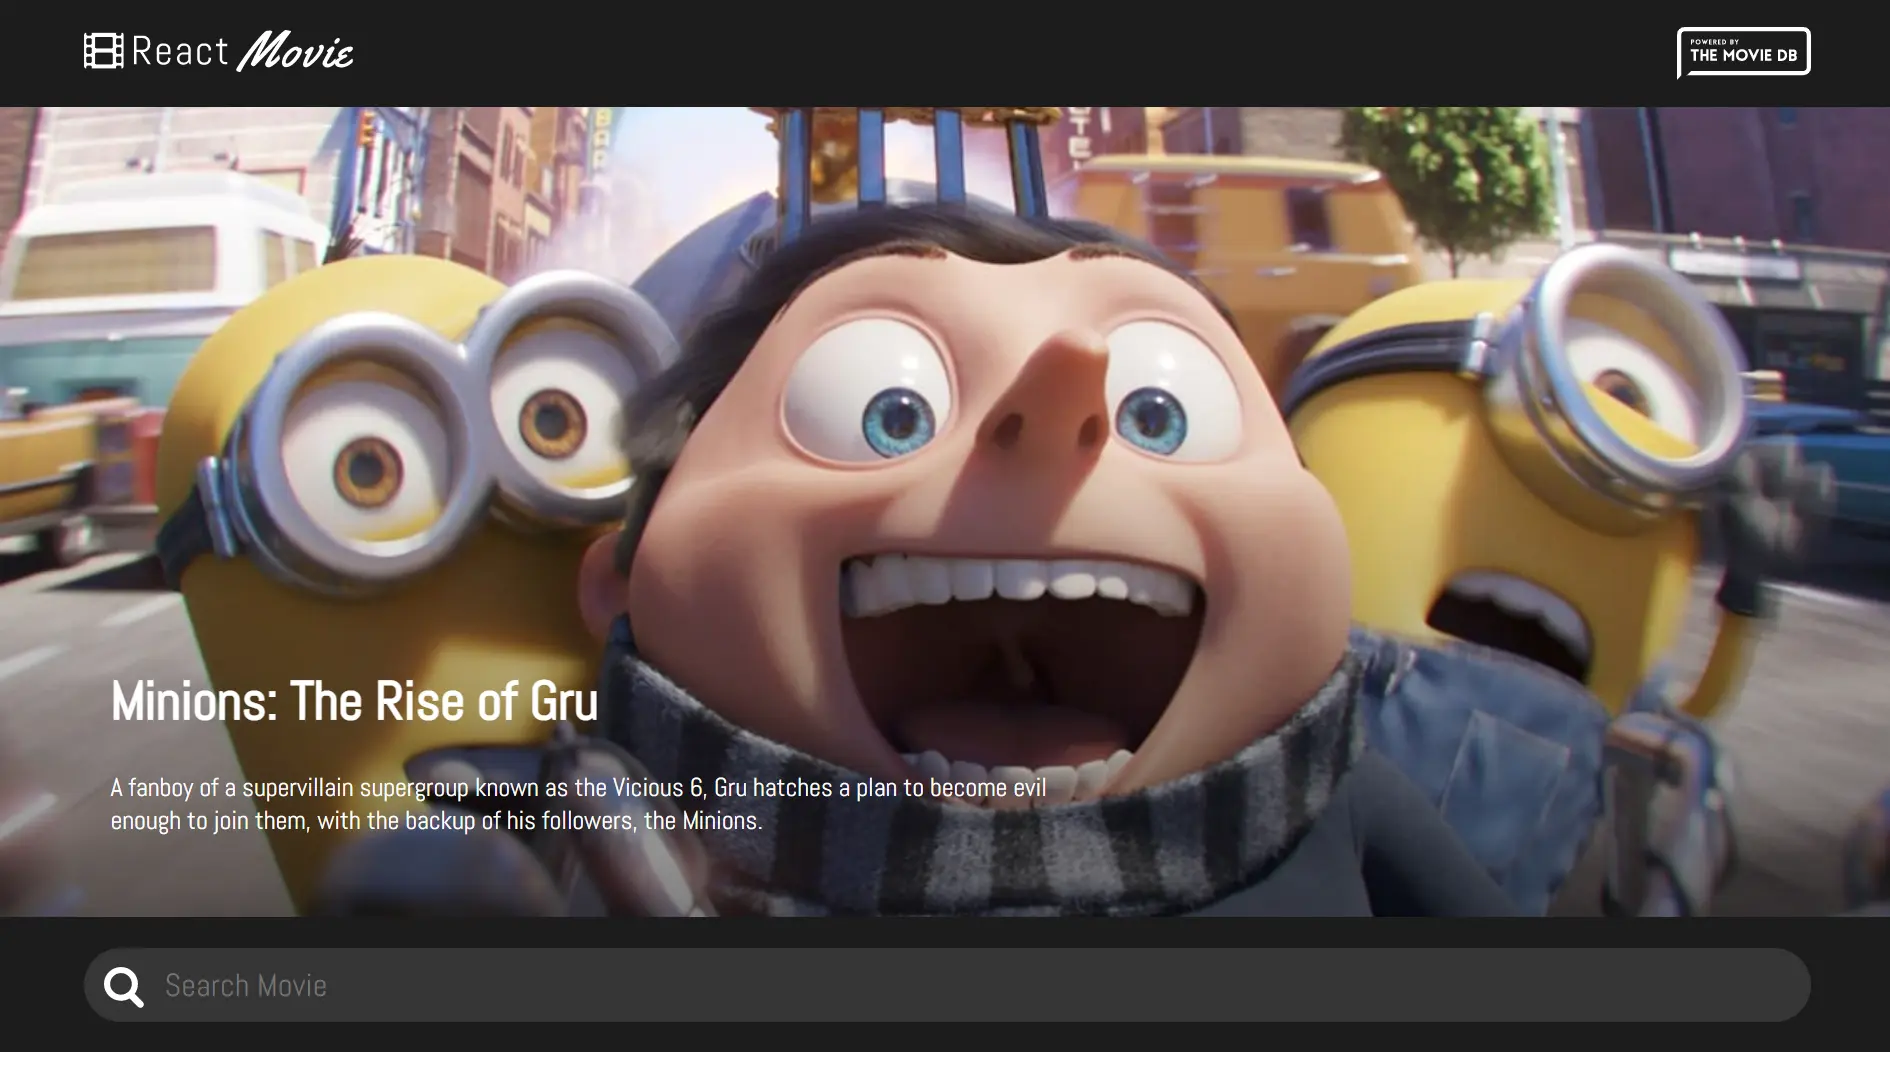 React Movie
POWERED BY
THE MOVIE DB
Minions: The Rise of Gru
A fanboy of a supervillain supergroup known as the Vicious 6, Gru hatches a plan to become evil
enough to join them, with the backup of his followers, the Minions.
Search Movie